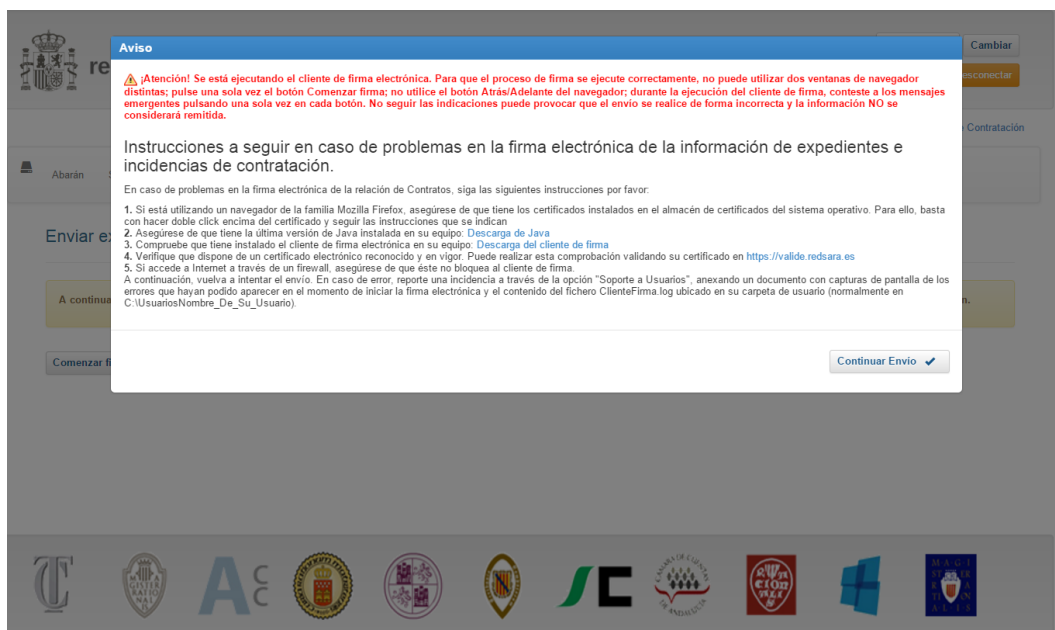 Aviso
Cambiar
re
esconectar
¡Atención! Se está ejecutando el cliente de firma electrónica. Para que el proceso de firma se ejecute correctamente, no puede utilizar dos ventanas de navegador
distintas; pulse una sola vez el botón Comenzar firma; no utilice el botón Atrás/Adelante del navegador; durante la ejecución del cliente de firma, conteste a los mensajes
emergentes pulsando una sola vez en cada botón. No seguir las indicaciones puede provocar que el envío se realice de forma incorrecta y la información NO se
considerará remitida.
Contratación
Instrucciones a seguir en caso de problemas en la firma electrónica de la información de expedientes e
incidencias de contratación.
Abarán
En caso de problemas en la firma electrónica de la relación de Contratos, siga las siguientes instrucciones por favor:
1. Si está utilizando un navegador de la familia Mozilla Firefox, asegúrese de que tiene los certificados instalados en el almacén de certificados del sistema operativo. Para ello, basta
con hacer doble click encima del certificado y seguir las instrucciones que se indican
2. Asegúrese de que tiene la última versión de Java instalada en su equipo: Descarga de Java
3. Compruebe que tiene instalado el cliente de firma electrónica en su equipo: Descarga del cliente de firma
4. Verifique que dispone de un certificado electrónico reconocido y en vigor. Puede realizar esta comprobación validando su certificado en https://valide.redsara.es
5. Si accede a Internet a través de un firewall, asegúrese de que éste no bloquea al cliente de firma.
A continuación, vuelva a intentar el envío. En caso de error, reporte una incidencia a través de la opción "Soporte a Usuarios", anexando un documento con capturas de pantalla de los
errores que hayan podido aparecer en el momento de iniciar la firma electrónica y el contenido del fichero ClienteFirma.log ubicado en su carpeta de usuario (normalmente en
C:\UsuariosNombre_De_Su_Usuario).
Enviar e
A continua
n.
Comenzar fi
Continuar Envío